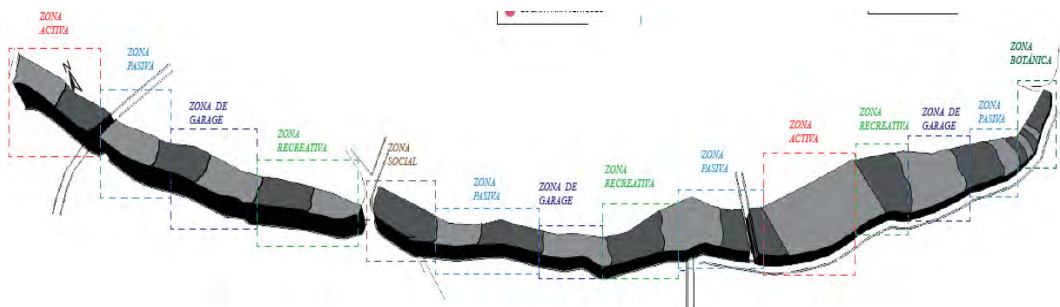 ZONA
ACTIVA
ZONA
PASIVA
ZONA DE
GARAGE
ZONA
RECREATIVA
ZONA
SOCIAL
ZONA
PASIVA
ZONA
DE GARAGE
ZONA
RECREATIVA
ZONA
PASIVA
ZONA
ACTIVA
ZONA
RECREATIVA
ZONA DE
GARAGE
ZONA
PASIVA
ZONA
BOTÁNICA
N